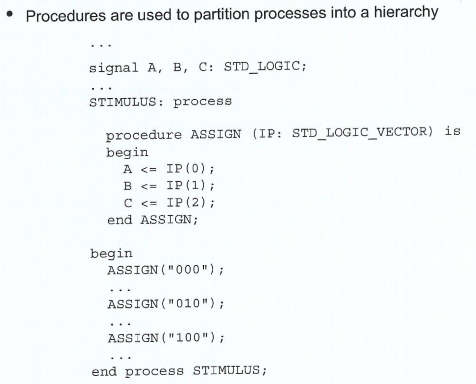 • Procedures are used to partition processes into a hierarchy
...
signal A, B, C: STD_LOGIC;
...
STIMULUS: process
procedure ASSIGN (IP: STD_LOGIC_VECTOR) is
begin
A <= IP(0);
B <= IP(1);
C <= IP(2);
end ASSIGN;
begin
ASSIGN("000");
...
ASSIGN("010");
...
ASSIGN("100");
...
end process STIMULUS;